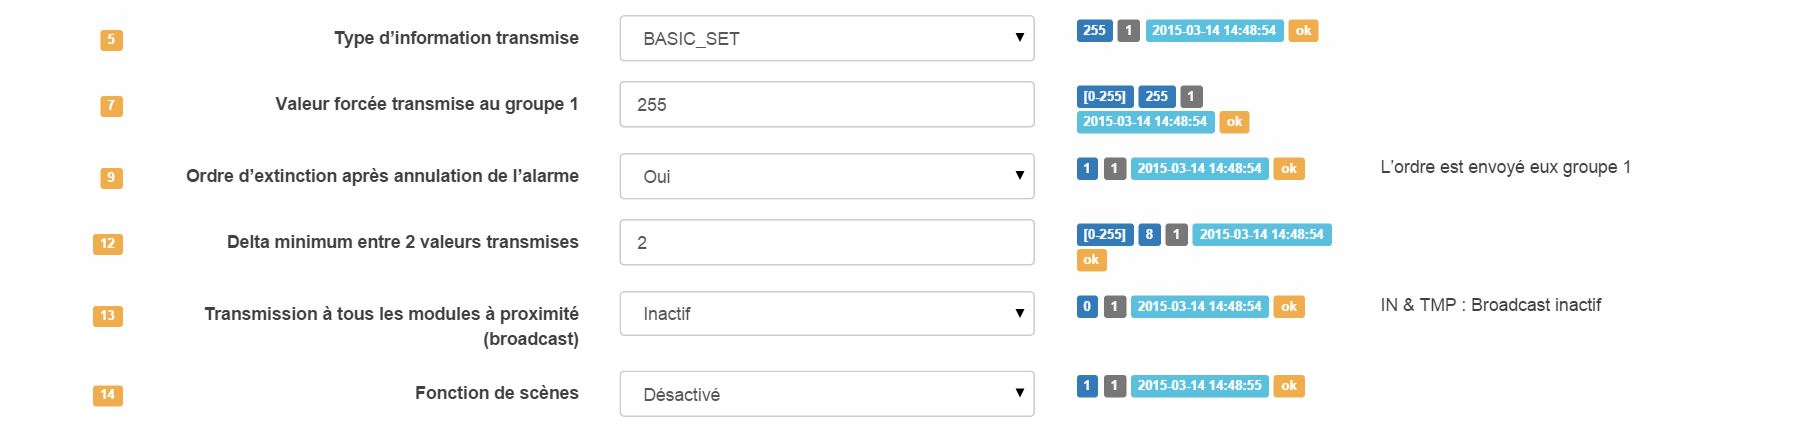 5 Type d’information transmise BASIC_SET 255 1 2015-03-14 14:48:54 ok
7 Valeur forcée transmise au groupe 1 255 [0-255] 255 1
2015-03-14 14:48:54 ok
9 Ordre d’extinction après annulation de l’alarme Oui 1 1 2015-03-14 14:48:54 ok L’ordre est envoyé eux groupe 1
12 Delta minimum entre 2 valeurs transmises 2 [0-255] 8 1 2015-03-14 14:48:54
ok
13 Transmission à tous les modules à proximité Inactif 0 1 2015-03-14 14:48:54 ok IN & TMP : Broadcast inactif
(broadcast)
14 Fonction de scènes Désactivé 1 1 2015-03-14 14:48:55 ok